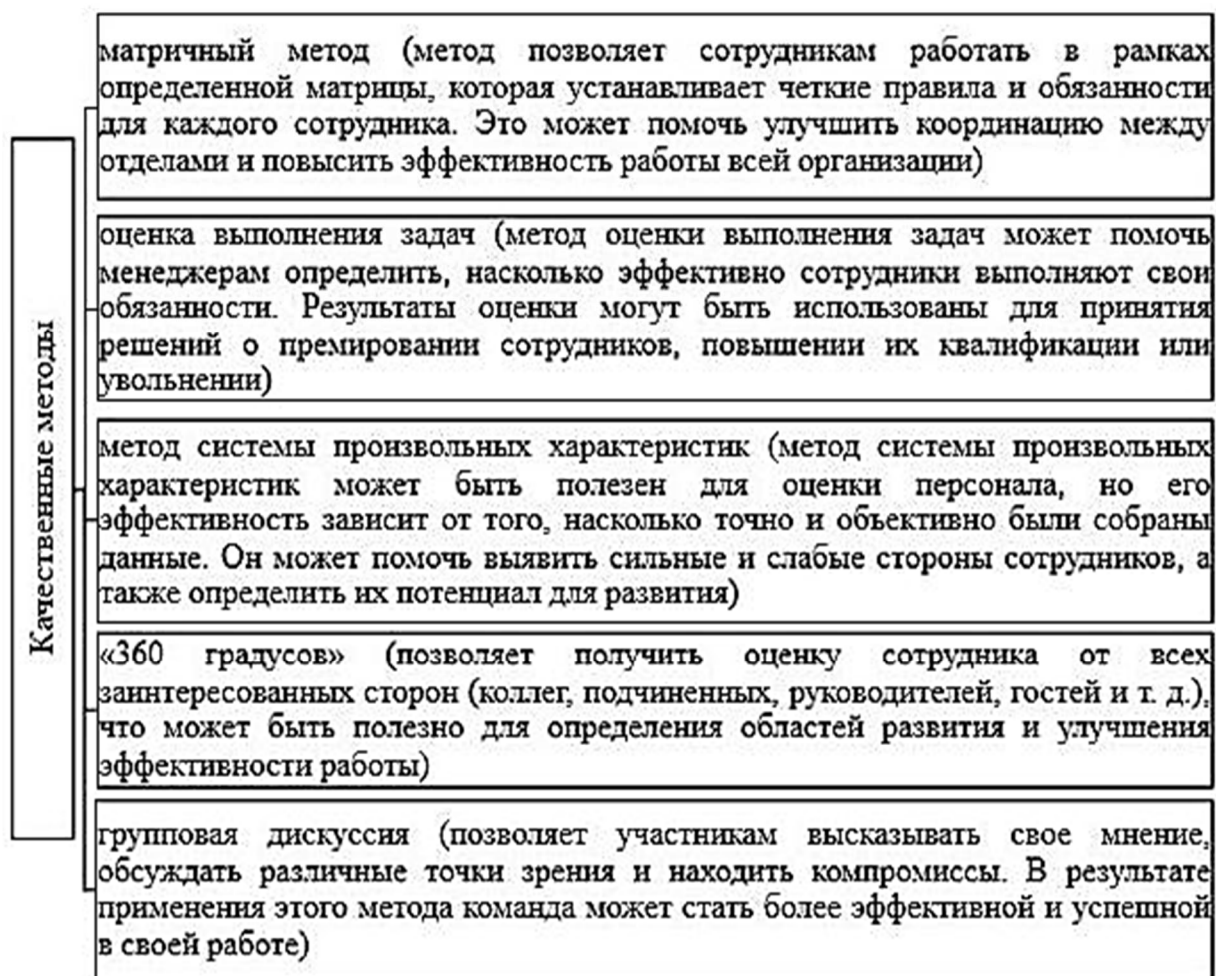 Качественные методы
матричный метод (метод позволяет сотрудникам работать в рамках
определенной матрицы, которая устанавливает четкие правила и обязанности
для каждого сотрудника. Это может помочь улучшить координацию между
отделами и повысить эффективность работы всей организации)
оценка выполнения задач (метод оценки выполнения задач может помочь
менеджерам определить, насколько эффективно сотрудники выполняют свои
обязанности. Результаты оценки могут быть использованы для принятия
решений о премировании сотрудников, повышении их квалификации или
увольнении)
метод системы произвольных характеристик (метод системы произвольных
характеристик может быть полезен для оценки персонала, но его
эффективность зависит от того, насколько точно и объективно были собраны
данные. Он может помочь выявить сильные и слабые стороны сотрудников, а
также определить их потенциал для развития)
«360 градусов» (позволяет получить оценку сотрудника от всех
заинтересованных сторон (коллег, подчиненных, руководителей, гостей и т. д.),
что может быть полезно для определения областей развития и улучшения
эффективности работы)
групповая дискуссия (позволяет участникам высказывать свое мнение,
обсуждать различные точки зрения и находить компромиссы. В результате
применения этого метода команда может стать более эффективной и успешной
в своей работе)